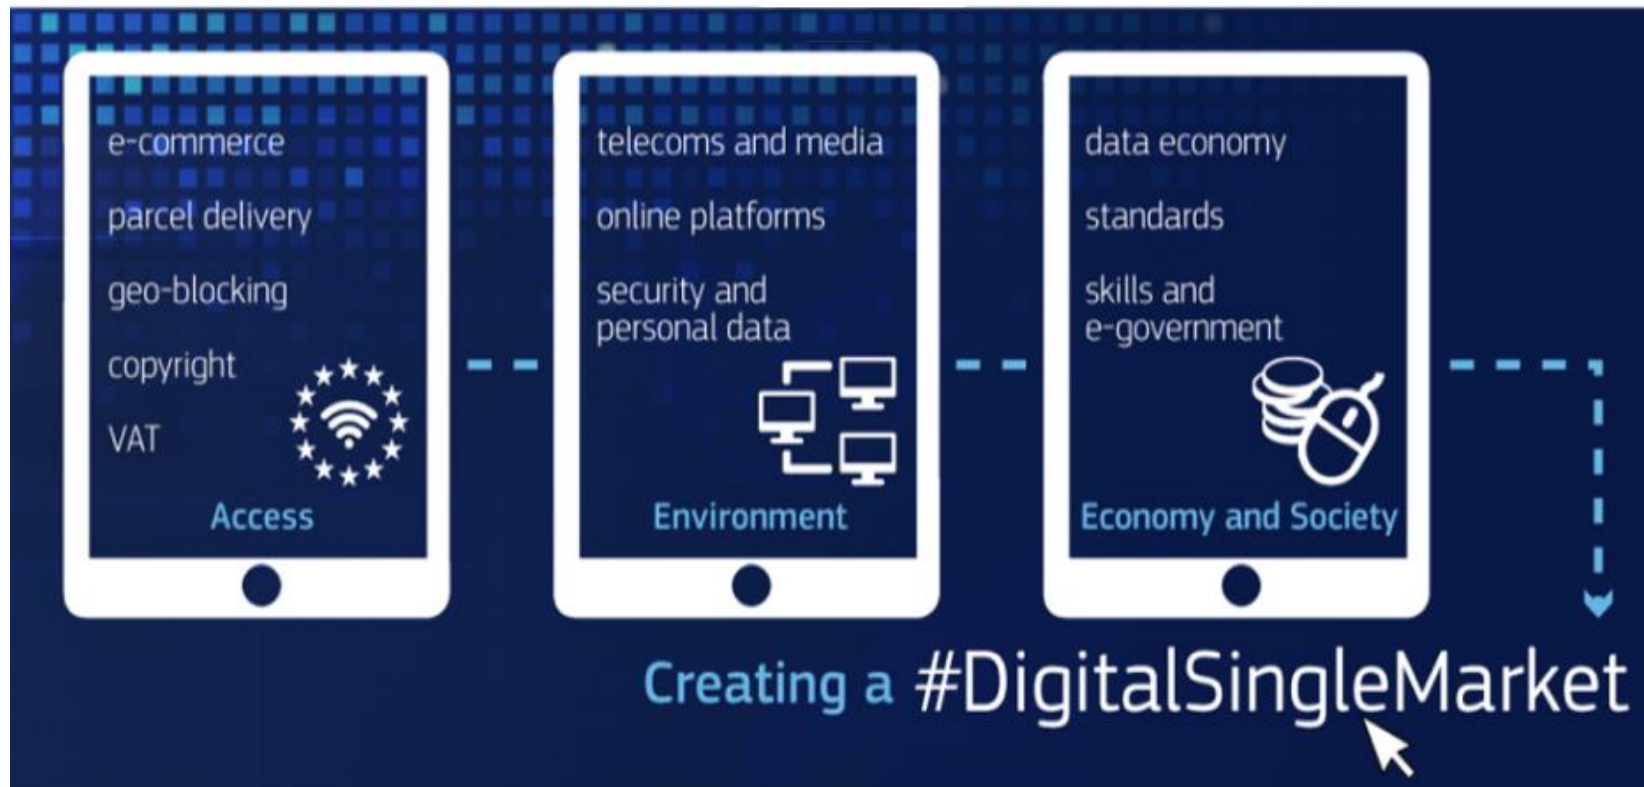 e-commerce
parcel delivery
geo-blocking
copyright
VAT
Access
telecoms and media
online platforms
security and
personal data
Environment
data economy
standards
skills and
e-government
Economy and Society
Creating a #DigitalSingleMarket